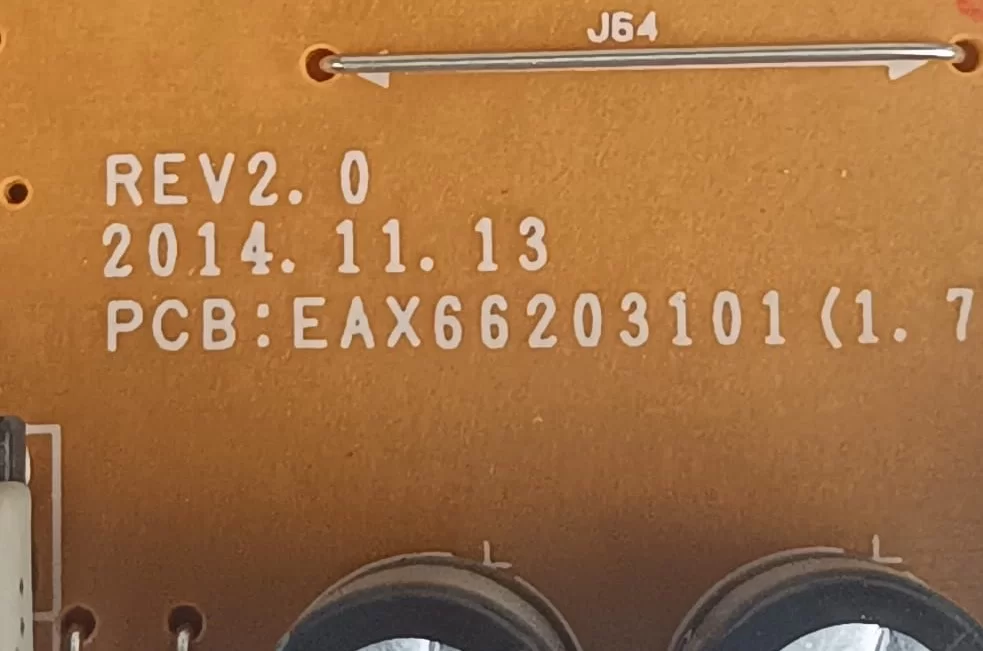 J64
REV2. 0
2014. 11. 13
PCB:EAX66203101(1. 7
L
L